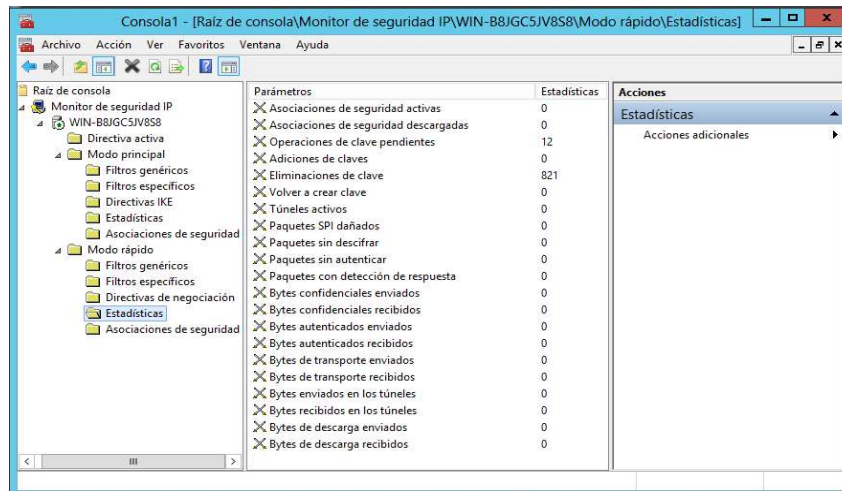 Consola1 - [Raíz de consola\Monitor de seguridad IP\WIN-B8JGC5JV8S8\Modo rápido\Estadísticas]
Archivo Acción Ver Favoritos Ventana Ayuda
Raíz de consola
Monitor de seguridad IP
WIN-B8JGC5JV8S8
Directiva activa
Modo principal
Filtros genéricos
Filtros específicos
Directivas IKE
Estadísticas
Asociaciones de seguridad
Modo rápido
Filtros genéricos
Filtros específicos
Directivas de negociación
Estadísticas
Asociaciones de seguridad
Parámetros Estadísticas
Asociaciones de seguridad activas 0
Asociaciones de seguridad descargadas 0
Operaciones de clave pendientes 12
Adiciones de claves 0
Eliminaciones de clave 821
Volver a crear clave 0
Túneles activos 0
Paquetes SPI dañados 0
Paquetes sin descifrar 0
Paquetes sin autenticar 0
Paquetes con detección de respuesta 0
Bytes confidenciales enviados 0
Bytes confidenciales recibidos 0
Bytes autenticados enviados 0
Bytes autenticados recibidos 0
Bytes de transporte enviados 0
Bytes de transporte recibidos 0
Bytes enviados en los túneles 0
Bytes recibidos en los túneles 0
Bytes de descarga enviados 0
Bytes de descarga recibidos 0
Acciones
Estadísticas
Acciones adicionales